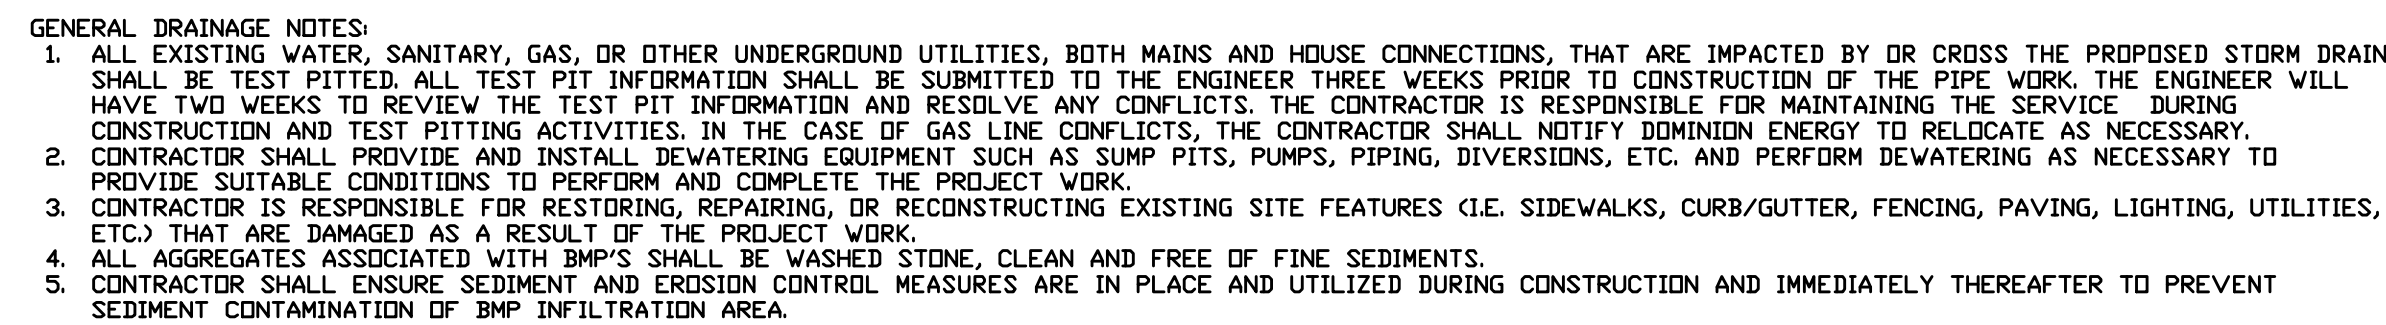 GENERAL DRAINAGE NOTES:
1. ALL EXISTING WATER, SANITARY, GAS, OR OTHER UNDERGROUND UTILITIES, BOTH MAINS AND HOUSE CONNECTIONS, THAT ARE IMPACTED BY OR CROSS THE PROPOSED STORM DRAIN
SHALL BE TEST PITTED. ALL TEST PIT INFORMATION SHALL BE SUBMITTED TO THE ENGINEER THREE WEEKS PRIOR TO CONSTRUCTION OF THE PIPE WORK. THE ENGINEER WILL
HAVE TWO WEEKS TO REVIEW THE TEST PIT INFORMATION AND RESOLVE ANY CONFLICTS. THE CONTRACTOR IS RESPONSIBLE FOR MAINTAINING THE SERVICE DURING
CONSTRUCTION AND TEST PITTING ACTIVITIES. IN THE CASE OF GAS LINE CONFLICTS, THE CONTRACTOR SHALL NOTIFY DOMINION ENERGY TO RELOCATE AS NECESSARY.
2. CONTRACTOR SHALL PROVIDE AND INSTALL DEWATERING EQUIPMENT SUCH AS SUMP PITS, PUMPS, PIPING, DIVERSIONS, ETC. AND PERFORM DEWATERING AS NECESSARY TO
PROVIDE SUITABLE CONDITIONS TO PERFORM AND COMPLETE THE PROJECT WORK.
3. CONTRACTOR IS RESPONSIBLE FOR RESTORING, REPAIRING, OR RECONSTRUCTING EXISTING SITE FEATURES (I.E. SIDEWALKS, CURB/GUTTER, FENCING, PAVING, LIGHTING, UTILITIES,
ETC.) THAT ARE DAMAGED AS A RESULT OF THE PROJECT WORK.
4. ALL AGGREGATES ASSOCIATED WITH BMP'S SHALL BE WASHED STONE, CLEAN AND FREE OF FINE SEDIMENTS.
5. CONTRACTOR SHALL ENSURE SEDIMENT AND EROSION CONTROL MEASURES ARE IN PLACE AND UTILIZED DURING CONSTRUCTION AND IMMEDIATELY THEREAFTER TO PREVENT
SEDIMENT CONTAMINATION OF BMP INFILTRATION AREA.